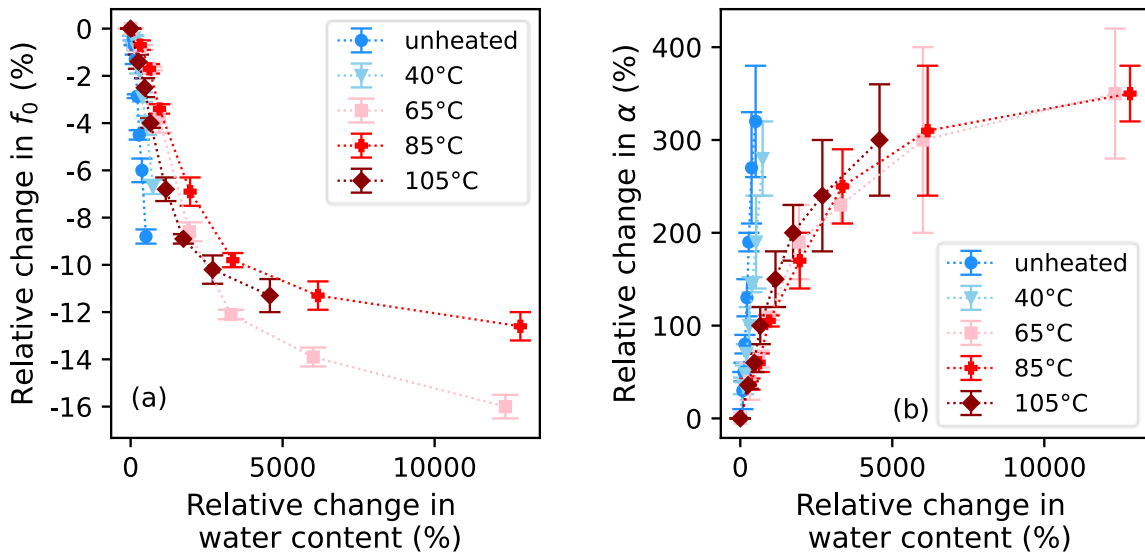 0
-2
-4
-6
-8
-10
-12
-14
-16
Relative change in f₀ (%)
unheated
40°C
65°C
85°C
105°C
(a)
0 5000 10000
Relative change in
water content (%)
400
300
200
100
0
Relative change in α (%)
unheated
40°C
65°C
85°C
105°C
(b)
0 5000 10000
Relative change in
water content (%)